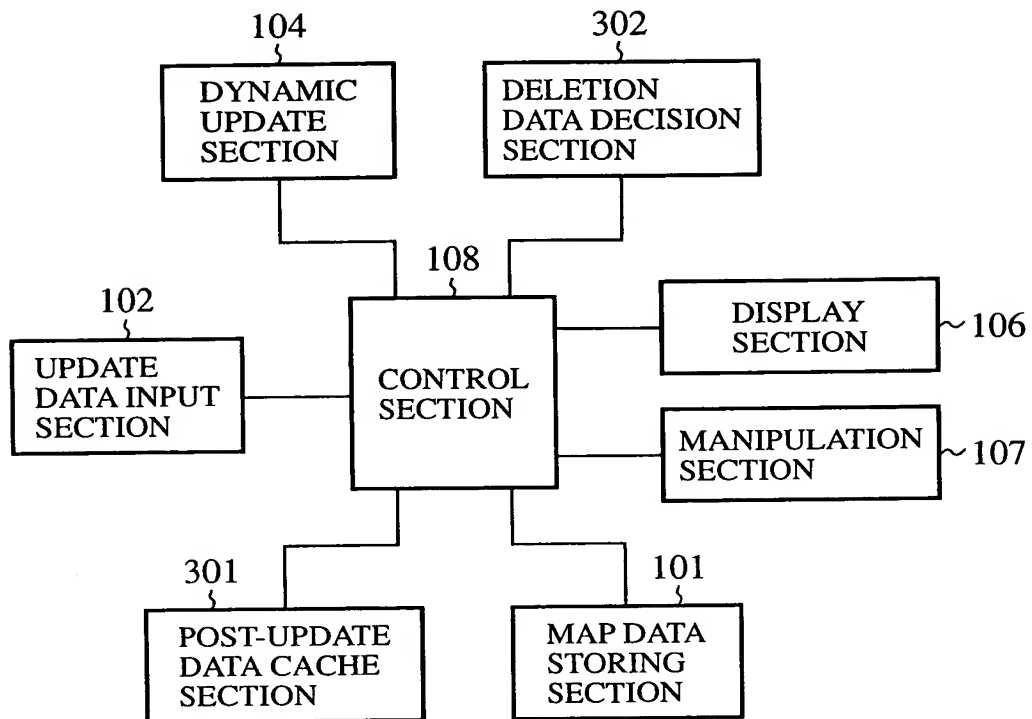 104
DYNAMIC
UPDATE
SECTION
302
DELETION
DATA DECISION
SECTION
108
CONTROL
SECTION
102
UPDATE
DATA INPUT
SECTION
DISPLAY
SECTION
106
MANIPULATION
SECTION
107
301
POST-UPDATE
DATA CACHE
SECTION
101
MAP DATA
STORING
SECTION